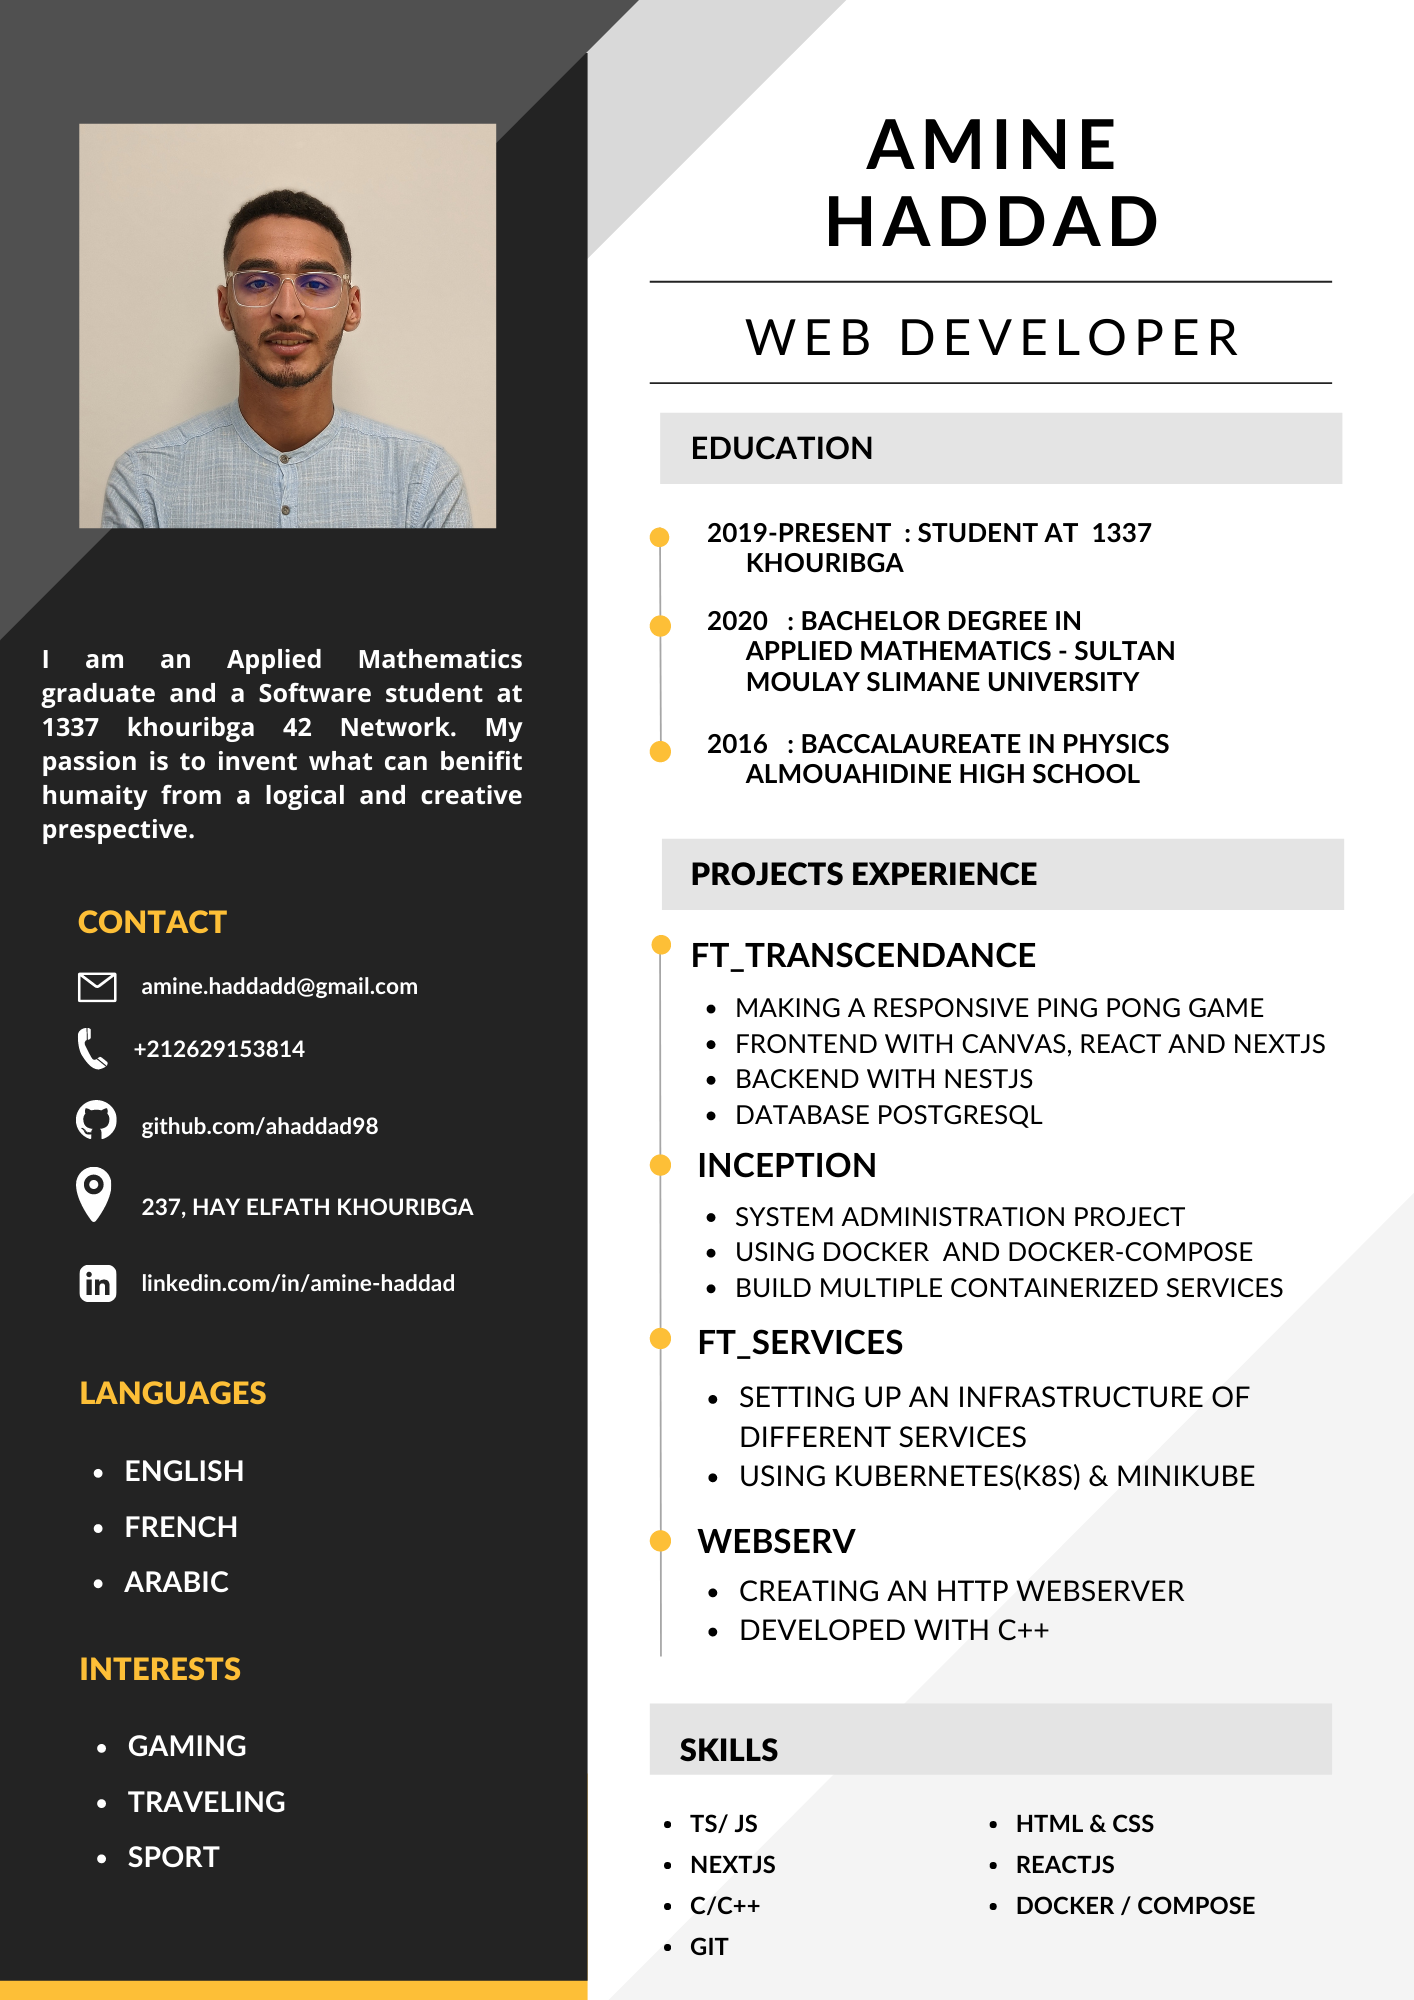 AMINE
HADDAD
WEB DEVELOPER
I am an Applied Mathematics
graduate and a Software student at
1337 khouribga 42 Network. My
passion is to invent what can benifit
humaity from a logical and creative
prespective.
CONTACT
amine.haddadd@gmail.com
+212629153814
github.com/ahaddad98
237, HAY ELFATH KHOURIBGA
in linkedin.com/in/amine-haddad
LANGUAGES
• ENGLISH
• FRENCH
• ARABIC
INTERESTS
• GAMING
• TRAVELING
• SPORT
EDUCATION
2019-PRESENT : STUDENT AT 1337
KHOURIBGA
2020 : BACHELOR DEGREE IN
APPLIED MATHEMATICS - SULTAN
MOULAY SLIMANE UNIVERSITY
2016 : BACCALAUREATE IN PHYSICS
ALMOUAHIDINE HIGH SCHOOL
PROJECTS EXPERIENCE
FT_TRANSCENDANCE
• MAKING A RESPONSIVE PING PONG GAME
• FRONTEND WITH CANVAS, REACT AND NEXTJS
• BACKEND WITH NESTJS
• DATABASE POSTGRESQL
INCEPTION
• SYSTEM ADMINISTRATION PROJECT
• USING DOCKER AND DOCKER-COMPOSE
• BUILD MULTIPLE CONTAINERIZED SERVICES
FT_SERVICES
• SETTING UP AN INFRASTRUCTURE OF
DIFFERENT SERVICES
• USING KUBERNETES(K8S) & MINIKUBE
WEBSERV
• CREATING AN HTTP WEBSERVER
• DEVELOPED WITH C++
SKILLS
• TS/ JS
• NEXTJS
• C/C++
• GIT
• HTML & CSS
• REACTJS
• DOCKER / COMPOSE